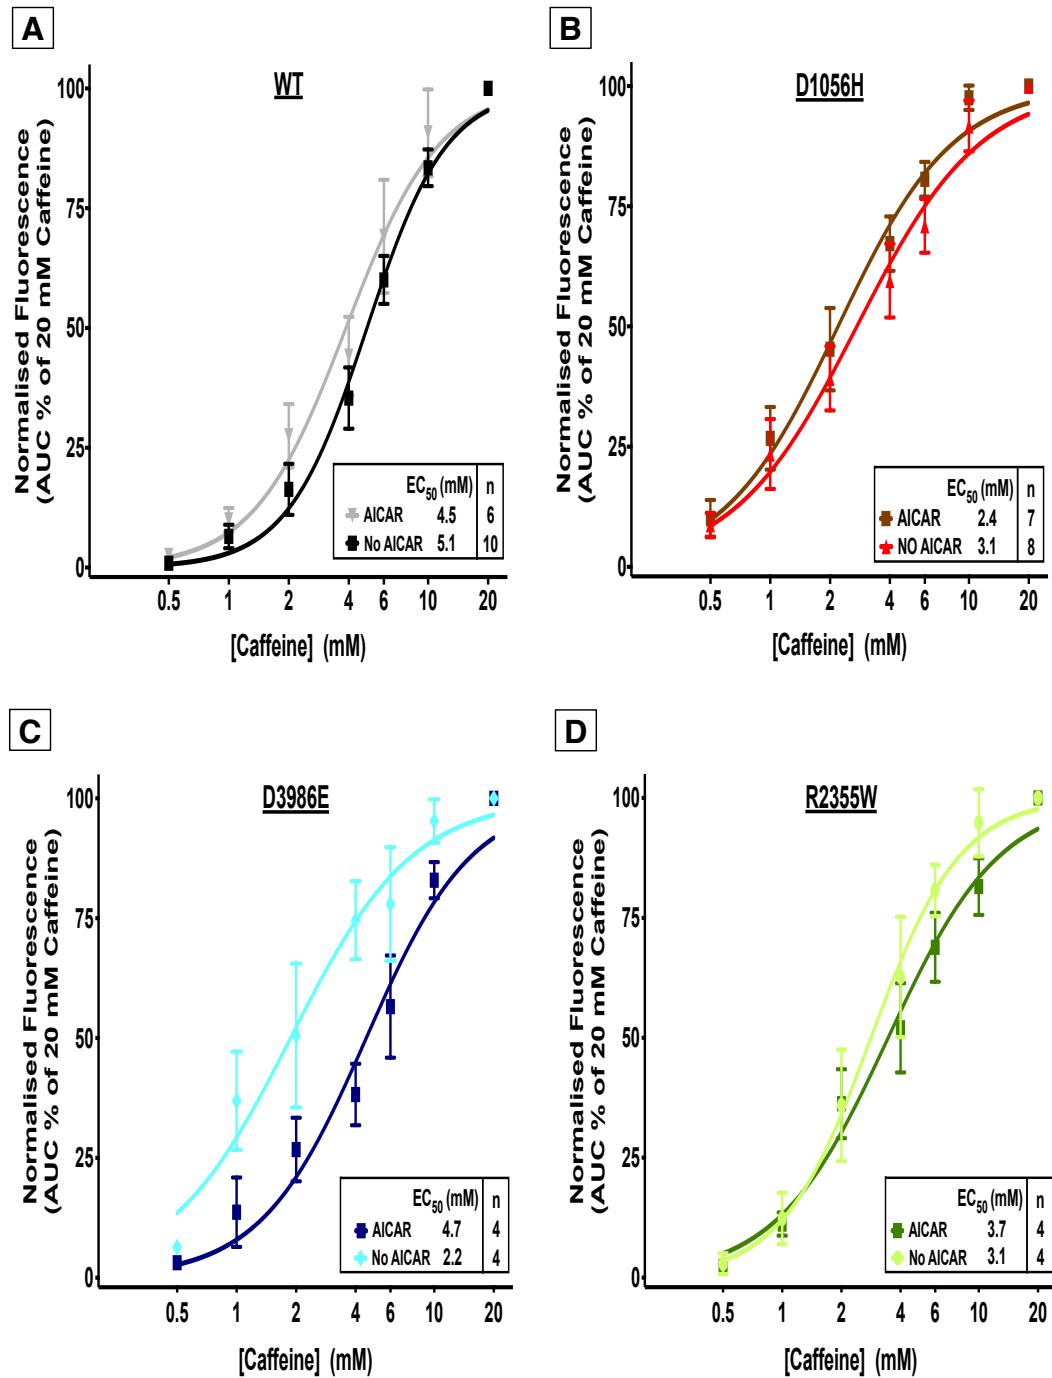 A
WT
Normalised Fluorescence
(AUC % of 20 mM Caffeine)
100
75
50
25
0
EC50 (mM) n
AICAR 4.5 6
No AICAR 5.1 10
0.5 1 2 4 6 10 20
[Caffeine] (mM)
B
D1056H
Normalised Fluorescence
(AUC % of 20 mM Caffeine)
100
75
50
25
0
EC50 (mM) n
AICAR 2.4 7
NO AICAR 3.1 8
0.5 1 2 4 6 10 20
[Caffeine] (mM)
C
D3986E
Normalised Fluorescence
(AUC % of 20 mM Caffeine)
100
75
50
25
0
EC50 (mM) n
AICAR 4.7 4
No AICAR 2.2 4
0.5 1 2 4 6 10 20
[Caffeine] (mM)
D
R2355W
Normalised Fluorescence
(AUC % of 20 mM Caffeine)
100
75
50
25
0
EC50 (mM) n
AICAR 3.7 4
No AICAR 3.1 4
0.5 1 2 4 6 10 20
[Caffeine] (mM)